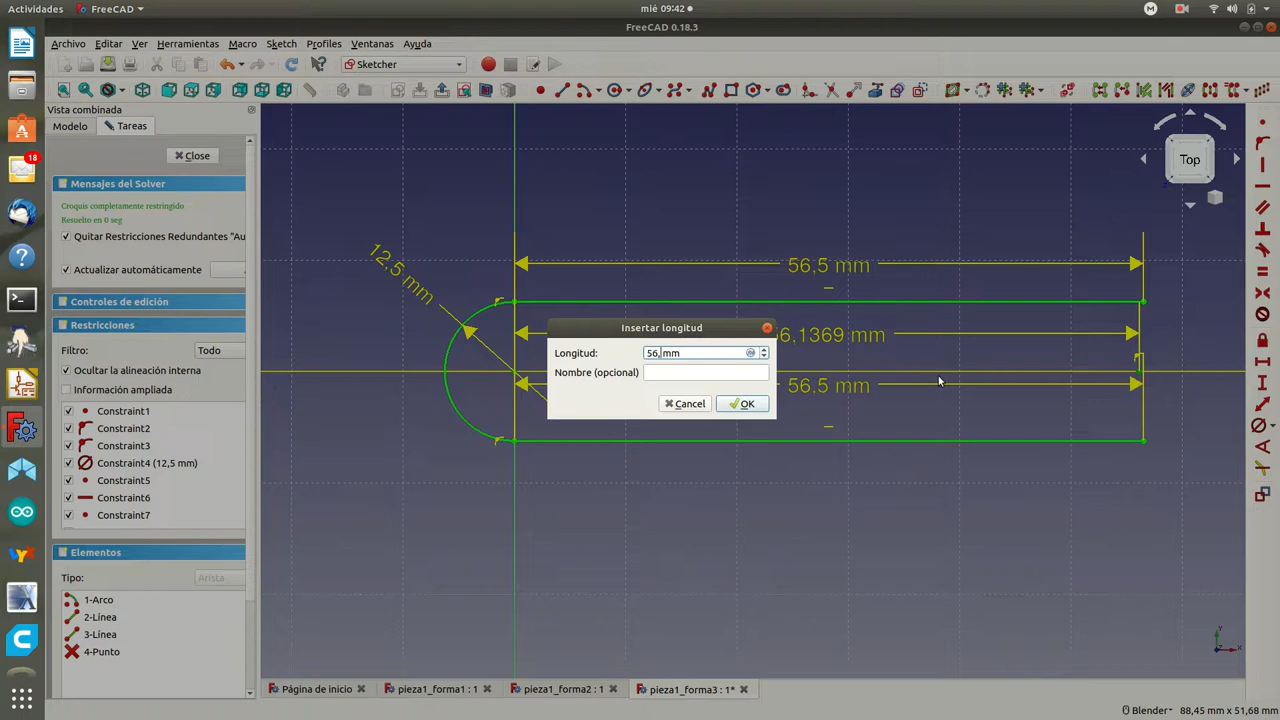 Actividades FreeCAD mié 09:42
FreeCAD 0.18.3
Archivo Editar Ver Herramientas Macro Sketch Profiles Ventanas Ayuda
Sketcher
Vista combinada
Modelo Tareas
Close
Mensajes del Solver
Croquis completamente restringido
Resuelto en 0 seg
Quitar Restricciones Redundantes "Au
Actualizar automáticamente
Controles de edición
Restricciones
Filtro: Todo
Ocultar la alineación interna
Información ampliada
Constraint1
Constraint2
Constraint3
Constraint4 (12,5 mm)
Constraint5
Constraint6
Constraint7
Elementos
Tipo: Arista
1-Arco
2-Línea
3-Línea
4-Punto
18
12,5 mm
56,5 mm
6,1369 mm
56,5 mm
Top
Insertar longitud
Longitud: 56,mm
Nombre (opcional)
Cancel OK
Y
X
Página de inicio pieza1_forma1 : 1 pieza1_forma2 : 1 pieza1_forma3 : 1*
Blender 88,45 mm x 51,68 mm